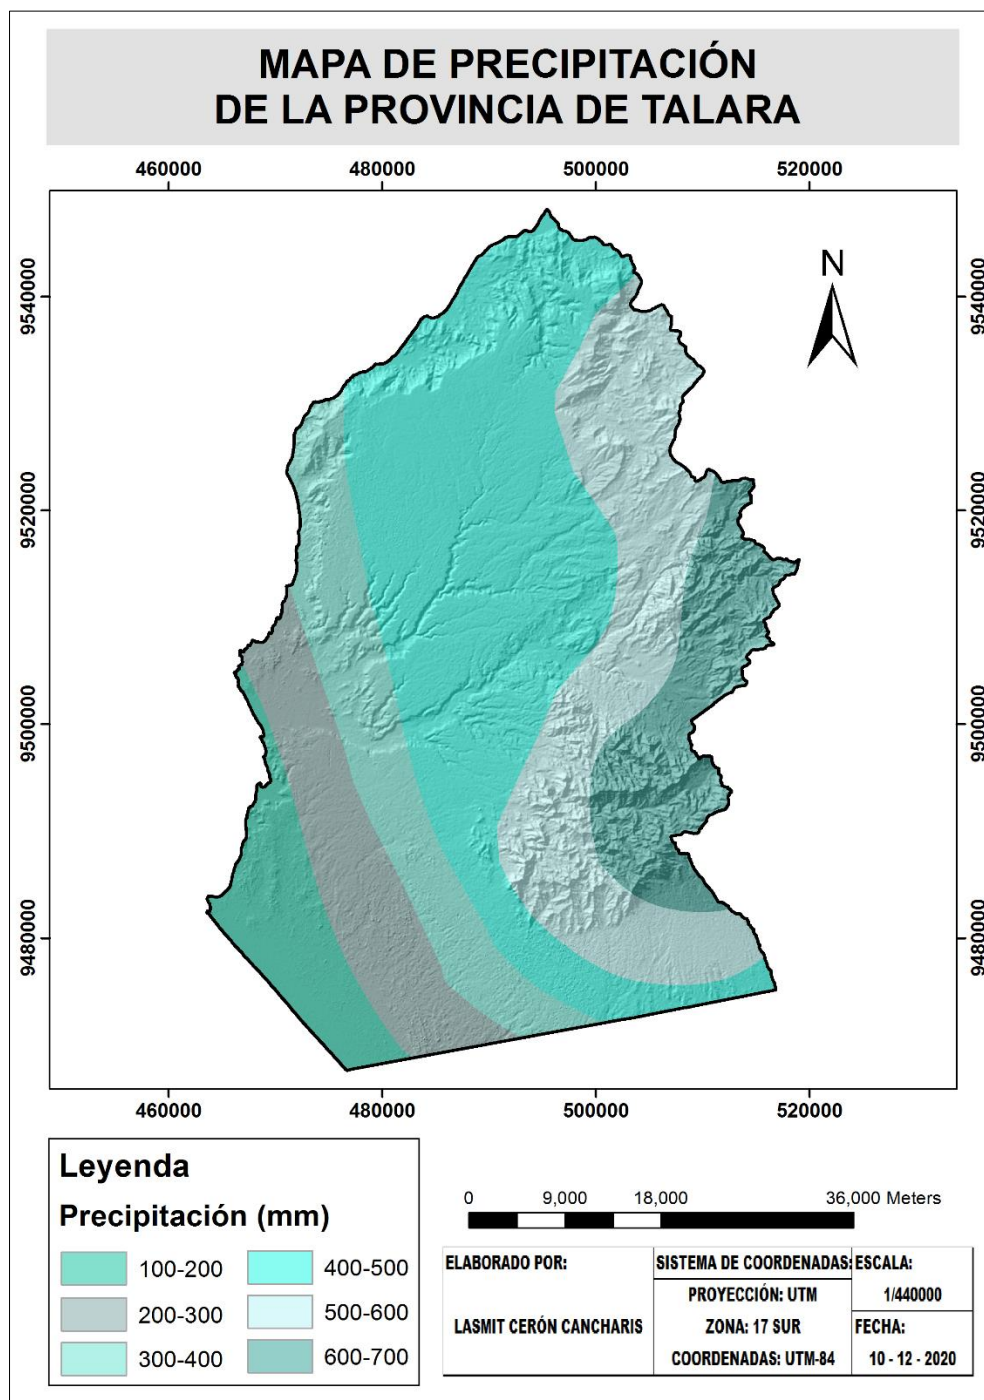 MAPA DE PRECIPITACIÓN
DE LA PROVINCIA DE TALARA
460000 480000 500000 520000
9540000 9540000
N
9520000 9520000
9500000 9500000
9480000 9480000
460000 480000 500000 520000
Leyenda
Precipitación (mm)
100-200 400-500
200-300 500-600
300-400 600-700
0 9,000 18,000 36,000 Meters
ELABORADO POR: SISTEMA DE COORDENADAS: ESCALA:
PROYECCIÓN: UTM 1/440000
LASMIT CERÓN CANCHARIS ZONA: 17 SUR FECHA:
COORDENADAS: UTM-84 10 - 12 - 2020